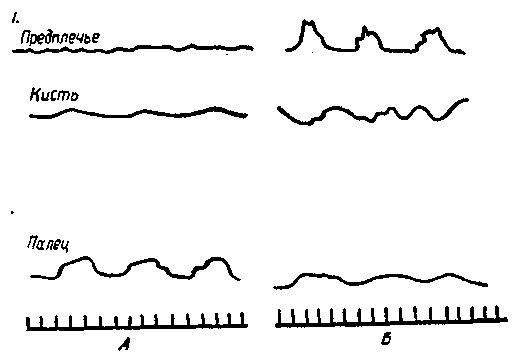 1.
Предплечье
Кисть
Палец
А
Б